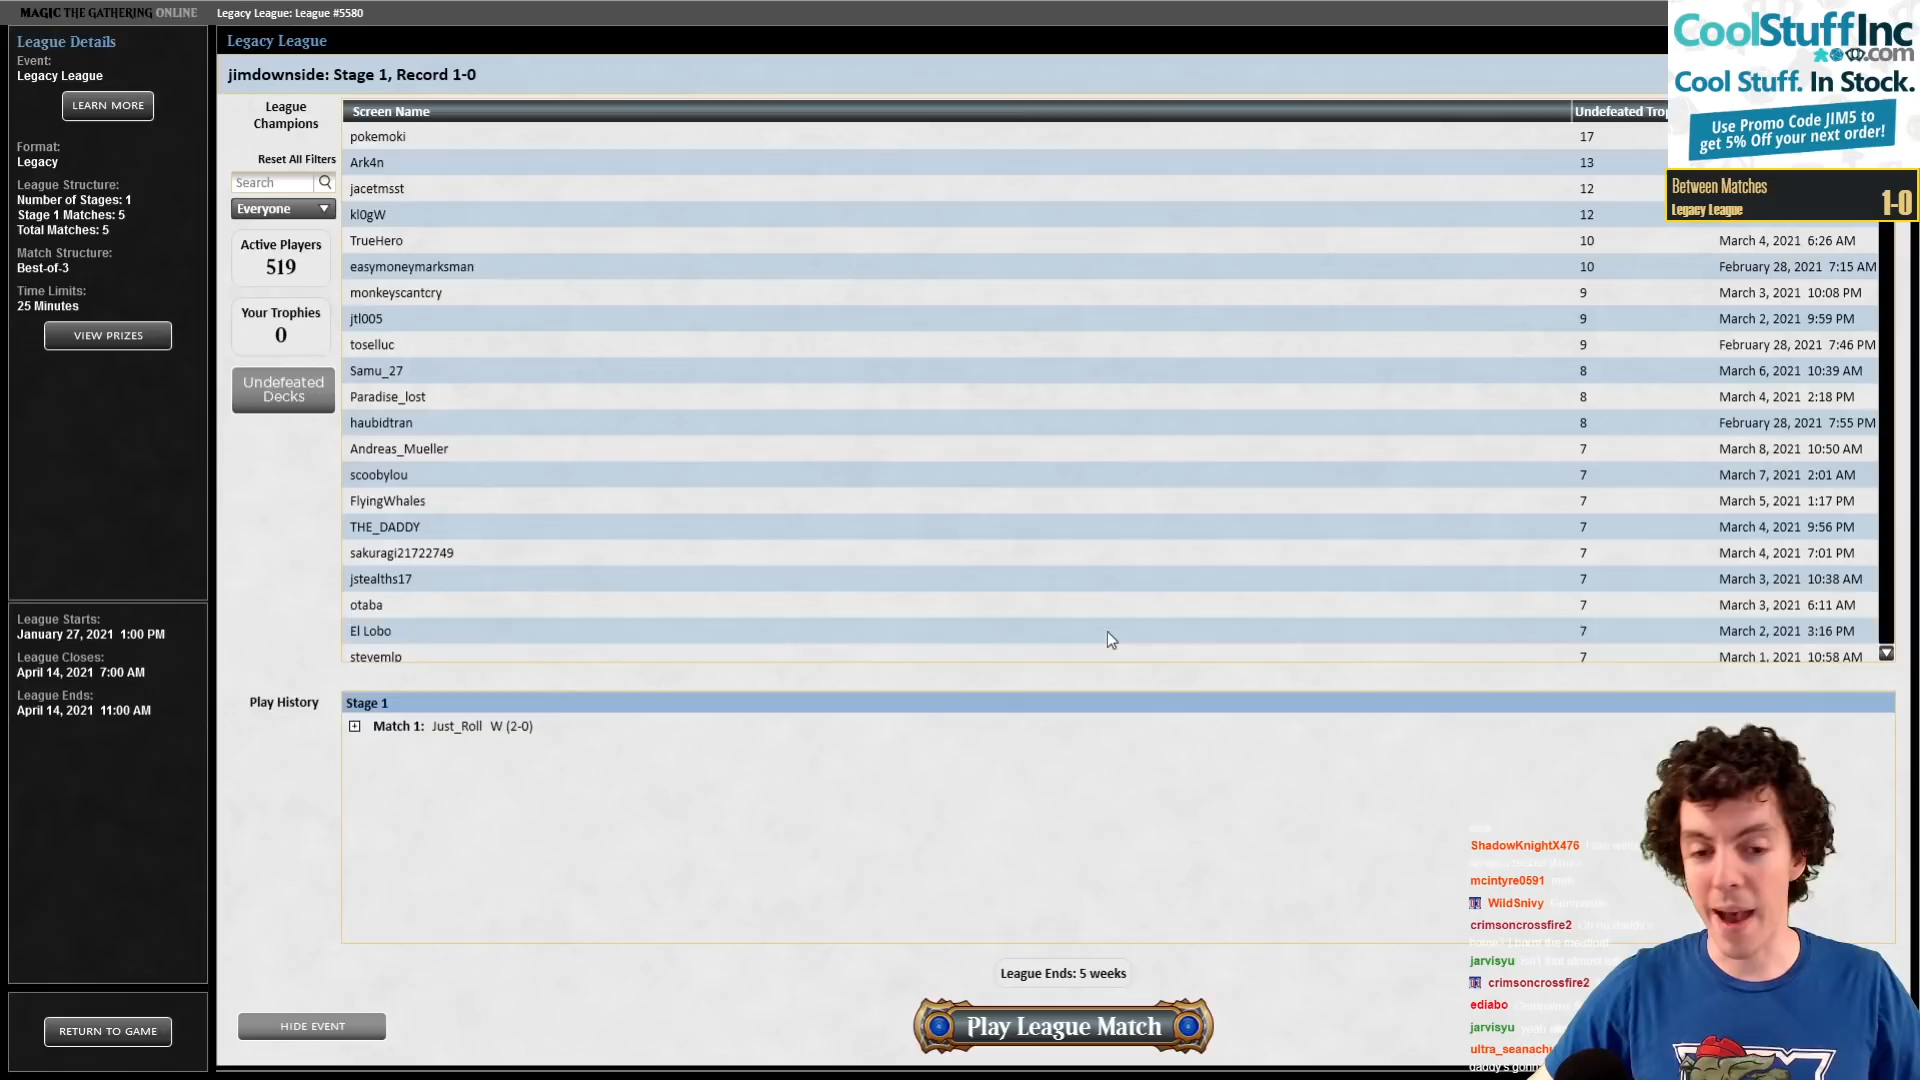 MAGIC THE GATHERING ONLINE
Legacy League: League #5580
League Details
Event:
Legacy League
LEARN MORE
Format:
Legacy
League Structure:
Number of Stages: 1
Stage 1 Matches: 5
Total Matches: 5
Match Structure:
Best-of-3
Time Limits:
25 Minutes
VIEW PRIZES
League Starts:
January 27, 2021 1:00 PM
League Closes:
April 14, 2021 7:00 AM
League Ends:
April 14, 2021 11:00 AM
RETURN TO GAME
Legacy League
jimdownside: Stage 1, Record 1-0
League
Champions
Reset All Filters
Search
Everyone
Active Players
519
Your Trophies
0
Undefeated
Decks
Screen Name Undefeated Tro
pokemoki 17
Ark4n 13
jacetmsst 12
kl0gW 12
TrueHero 10 March 4, 2021 6:26 AM
easymoneymarksman 10 February 28, 2021 7:15 AM
monkeyscantcry 9 March 3, 2021 10:08 PM
jtl005 9 March 2, 2021 9:59 PM
toselluc 9 February 28, 2021 7:46 PM
Samu_27 8 March 6, 2021 10:39 AM
Paradise_lost 8 March 4, 2021 2:18 PM
haubidtran 8 February 28, 2021 7:55 PM
Andreas_Mueller 7 March 8, 2021 10:50 AM
scoobylou 7 March 7, 2021 2:01 AM
FlyingWhales 7 March 5, 2021 1:17 PM
THE_DADDY 7 March 4, 2021 9:56 PM
sakuragi21722749 7 March 4, 2021 7:01 PM
jstealths17 7 March 3, 2021 10:38 AM
otaba 7 March 3, 2021 6:11 AM
El Lobo 7 March 2, 2021 3:16 PM
stevemlp 7 March 1, 2021 10:58 AM
Play History
Stage 1
Match 1: Just_Roll W (2-0)
League Ends: 5 weeks
HIDE EVENT
Play League Match
CoolStuffInc
.com
Cool Stuff. In Stock.
Use Promo Code JIM5 to
get 5% Off your next order!
Between Matches
Legacy League
1-0
ShadowKnightX476
mcintyre0591
WildSnivy
crimsoncrossfire2
jarvisyu
crimsoncrossfire2
ediabo
jarvisyu
ultra_seanach
daddy's